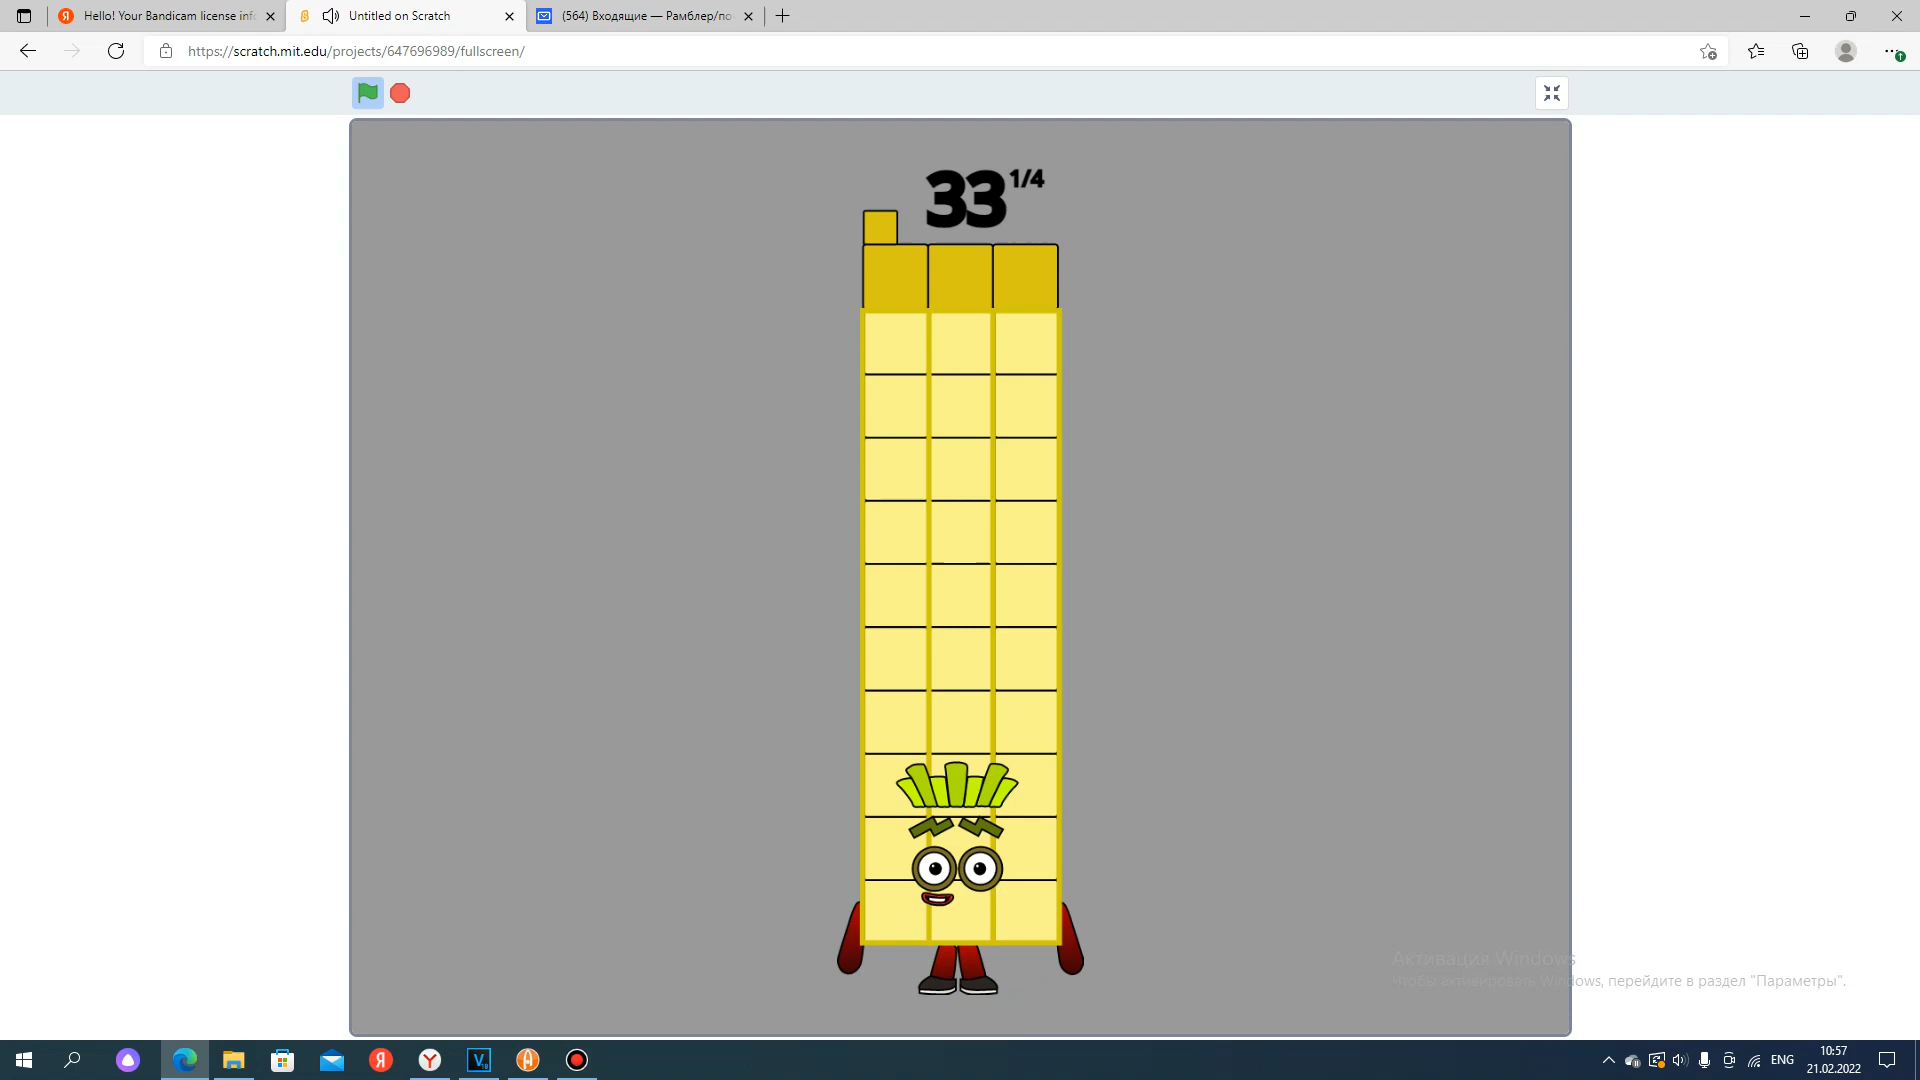 Hello! Your Bandicam license info
Untitled on Scratch
(564) Входящие — Рамблер/по
https://scratch.mit.edu/projects/647696989/fullscreen/
33 1/4
Активация Windows
Чтобы активировать Windows, перейдите в раздел "Параметры".
ENG
10:57
21.02.2022